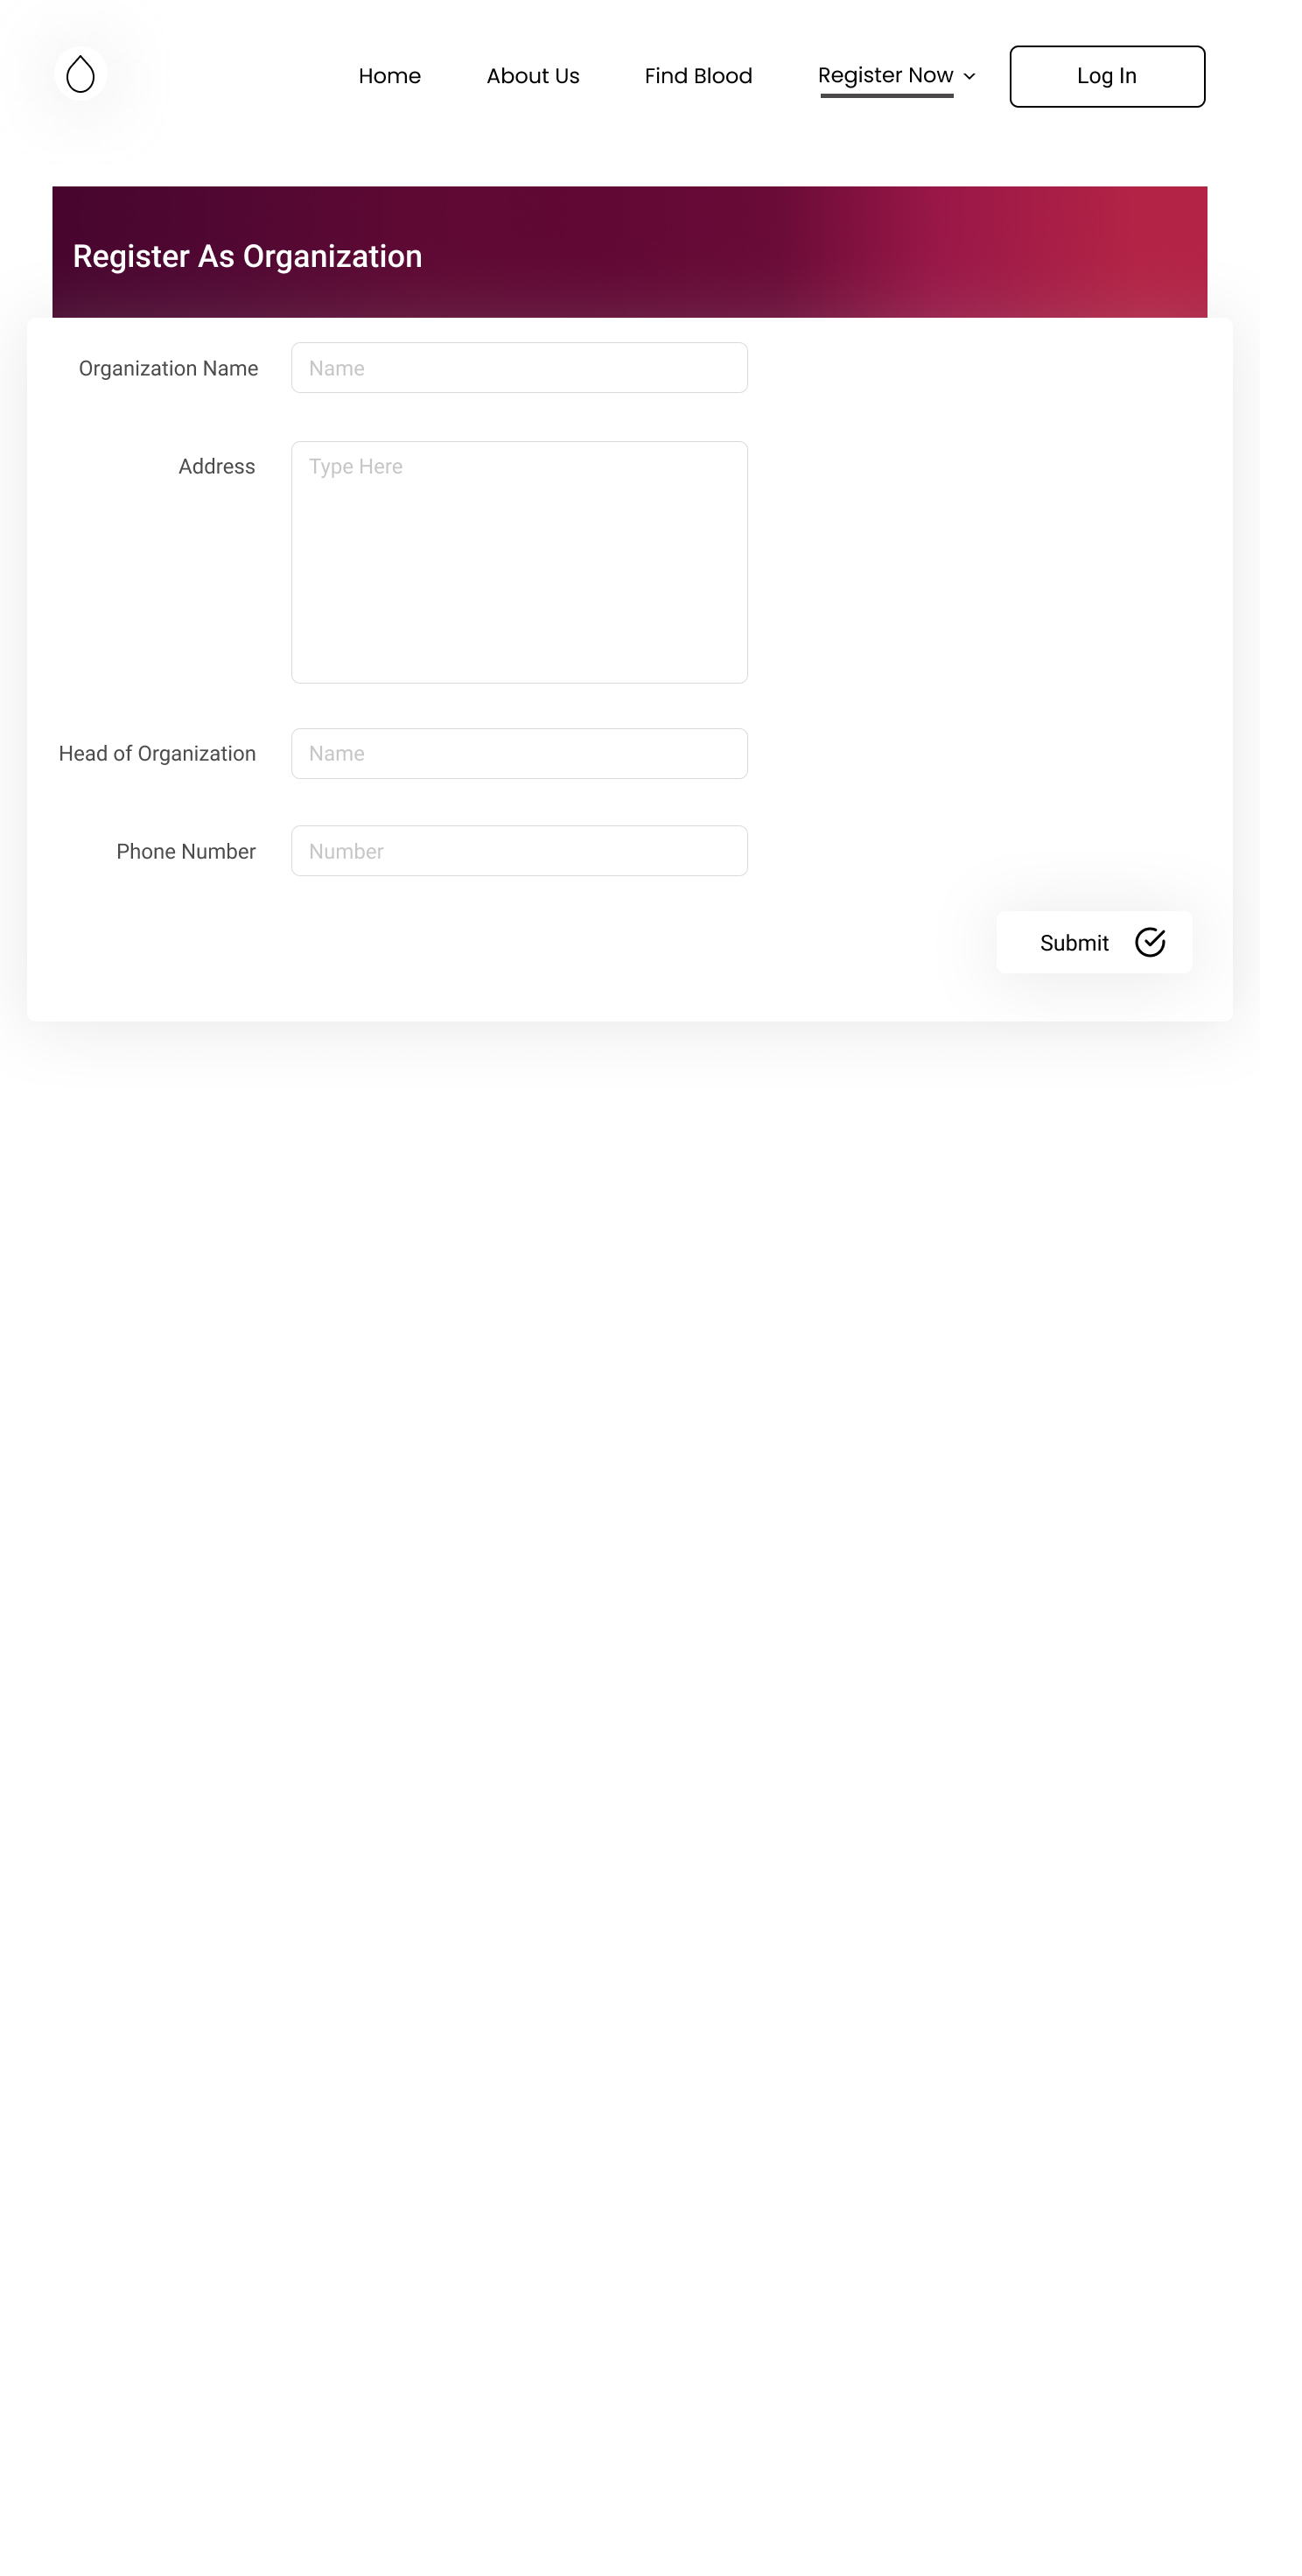 Home About Us Find Blood Register Now Log In
Register As Organization
Organization Name Name
Address Type Here
Head of Organization Name
Phone Number Number
Submit